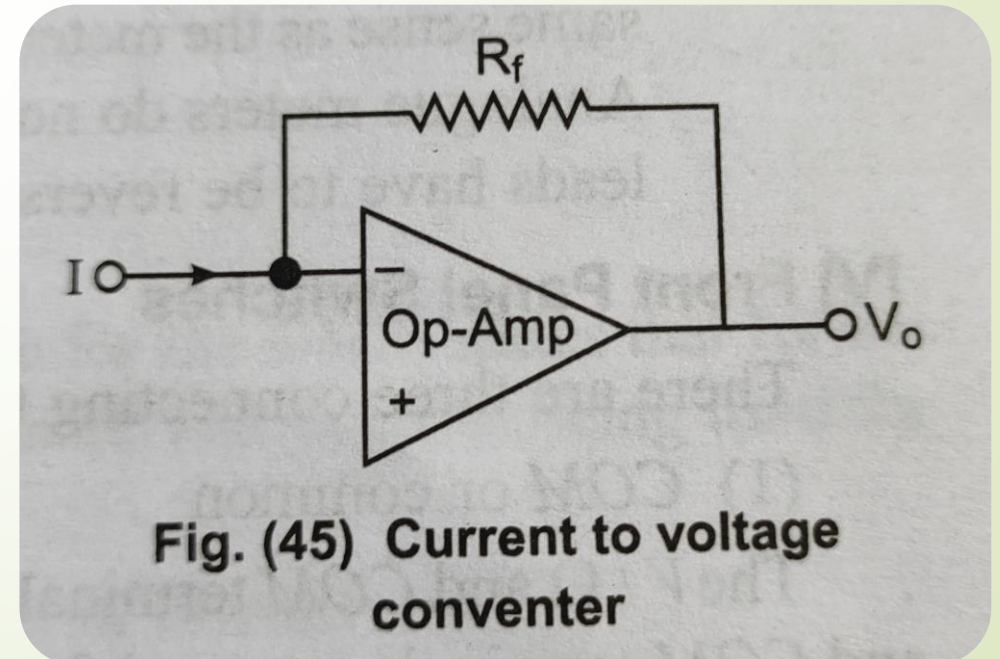 Rf
I
−
Op-Amp
+
Vo
Fig. (45) Current to voltage
conventer